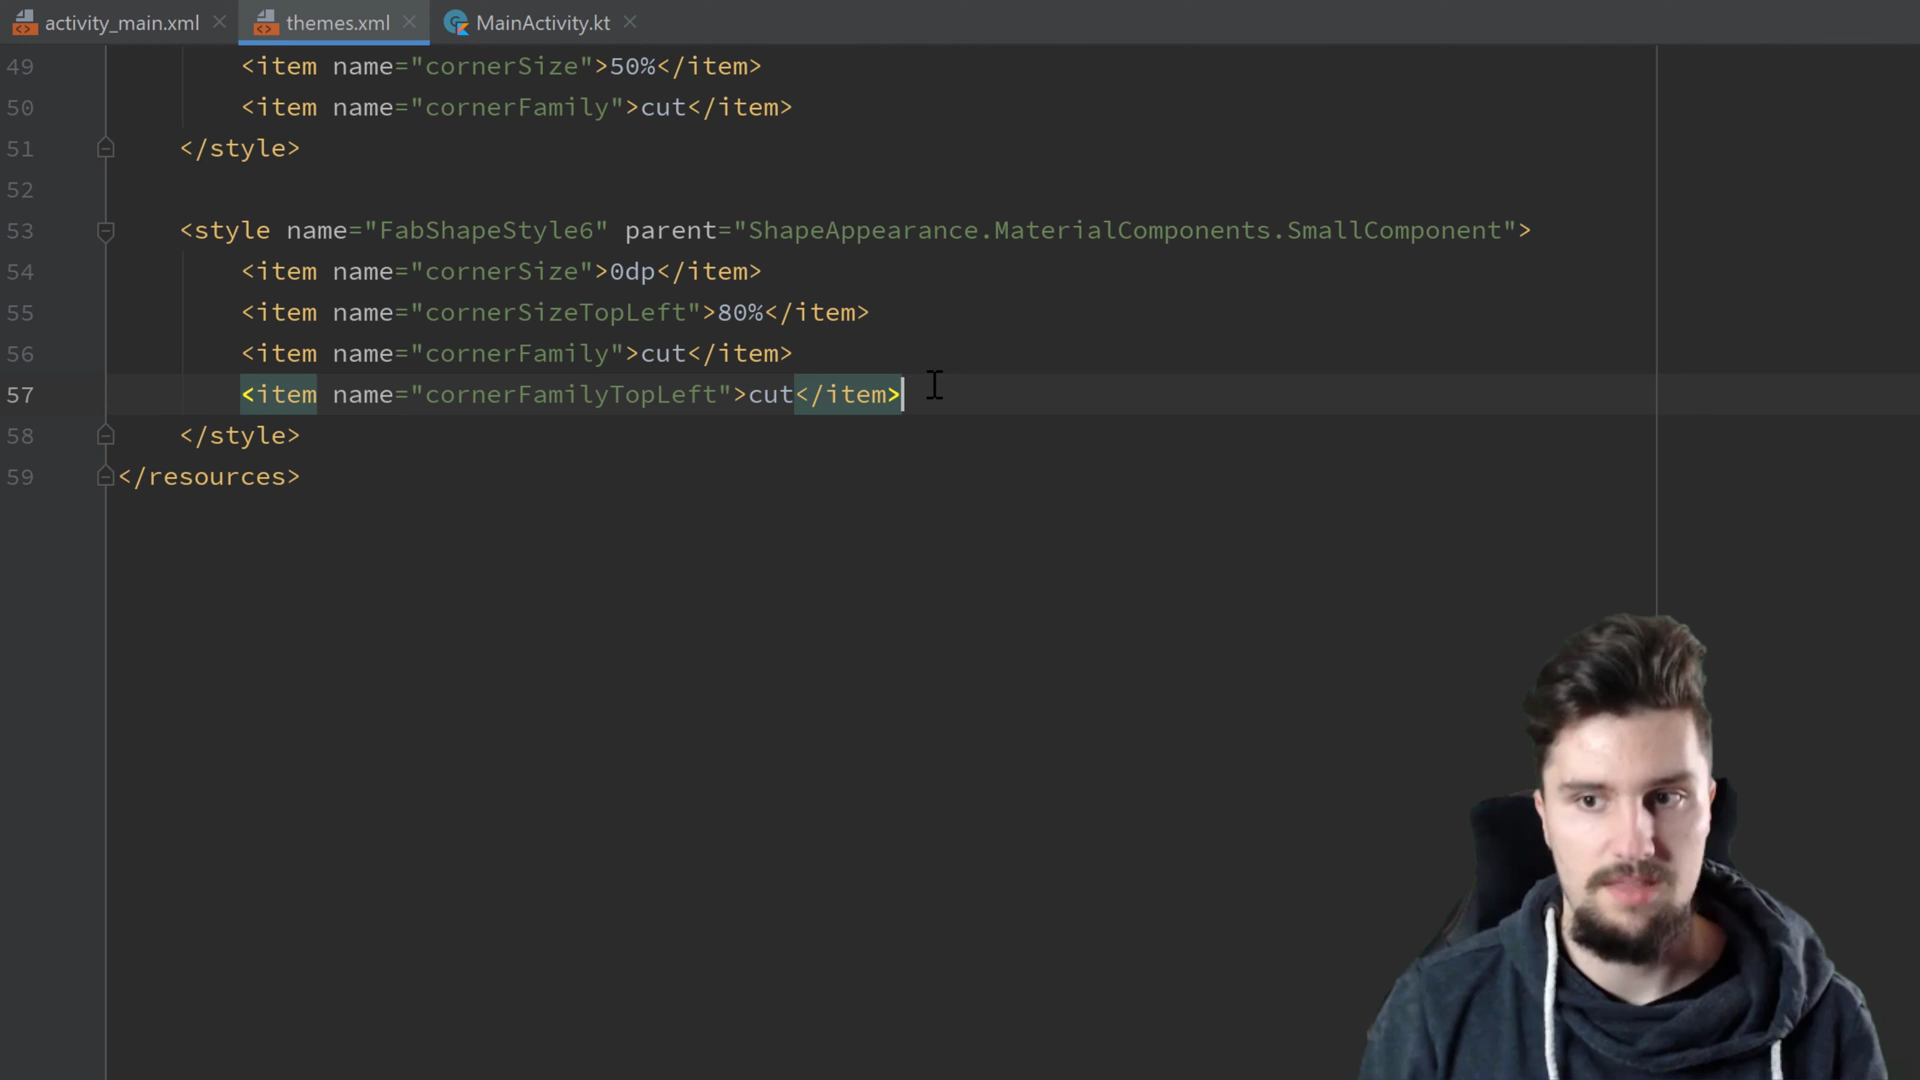 activity_main.xml themes.xml MainActivity.kt
49 <item name="cornerSize">50%</item>
50 <item name="cornerFamily">cut</item>
51 </style>
52
53 <style name="FabShapeStyle6" parent="ShapeAppearance.MaterialComponents.SmallComponent">
54 <item name="cornerSize">0dp</item>
55 <item name="cornerSizeTopLeft">80%</item>
56 <item name="cornerFamily">cut</item>
57 <item name="cornerFamilyTopLeft">cut</item>
58 </style>
59 </resources>